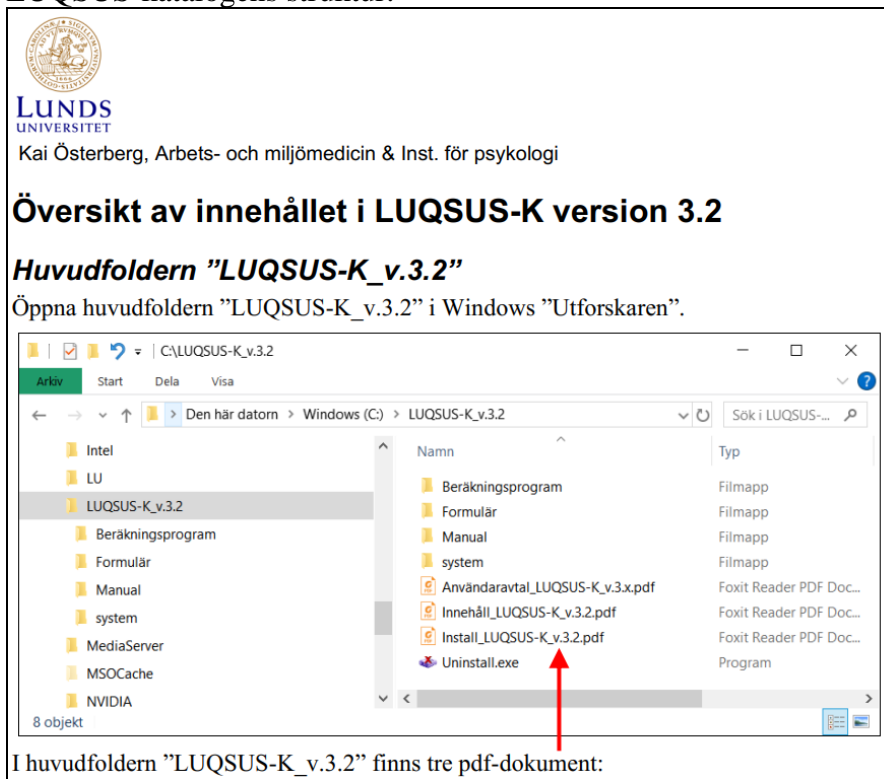 LUQSUS-katalogens struktur.
LUNDS
UNIVERSITET
Kai Österberg, Arbets- och miljömedicin & Inst. för psykologi
Översikt av innehållet i LUQSUS-K version 3.2
Huvudfoldern ”LUQSUS-K_v.3.2”
Öppna huvudfoldern ”LUQSUS-K_v.3.2” i Windows ”Utforskaren”.
C:\LUQSUS-K_v.3.2
Arkiv Start Dela Visa
Den här datorn > Windows (C:) > LUQSUS-K_v.3.2 Sök i LUQSUS-...
Intel
LU
LUQSUS-K_v.3.2
Beräkningsprogram
Formulär
Manual
system
MediaServer
MSOCache
NVIDIA
Namn Typ
Beräkningsprogram Filmapp
Formulär Filmapp
Manual Filmapp
system Filmapp
Användaravtal_LUQSUS-K_v.3.x.pdf Foxit Reader PDF Doc...
Innehåll_LUQSUS-K_v.3.2.pdf Foxit Reader PDF Doc...
Install_LUQSUS-K_v.3.2.pdf Foxit Reader PDF Doc...
Uninstall.exe Program
8 objekt
I huvudfoldern ”LUQSUS-K_v.3.2” finns tre pdf-dokument: